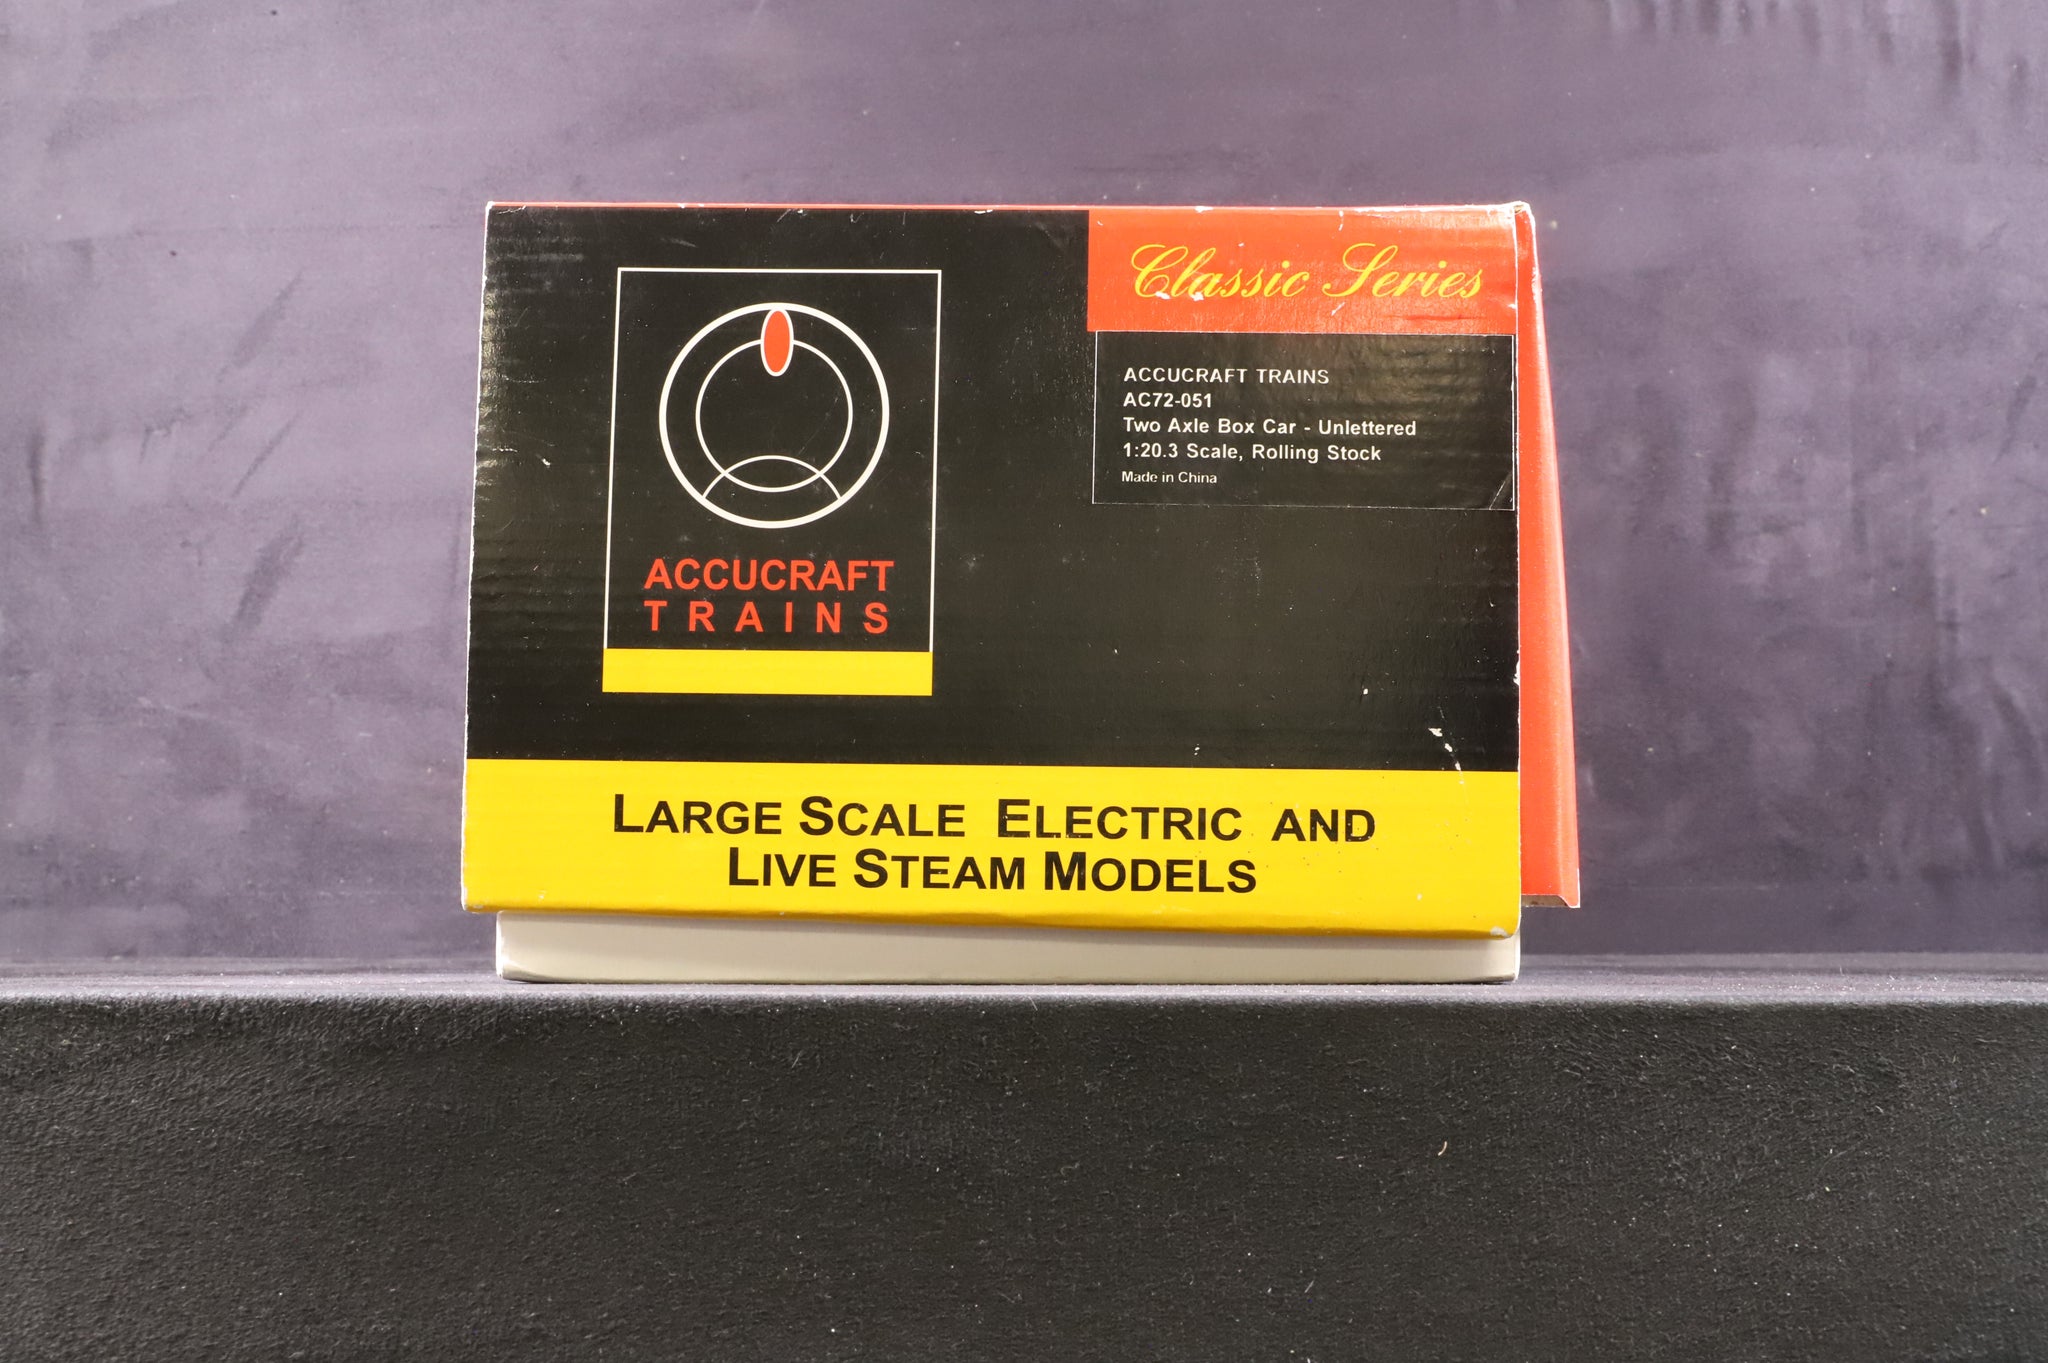 Classic Series
ACCUCRAFT TRAINS
AC72-051
Two Axle Box Car - Unlettered
1:20.3 Scale, Rolling Stock
Made in China
ACCUCRAFT
TRAINS
LARGE SCALE ELECTRIC AND
LIVE STEAM MODELS